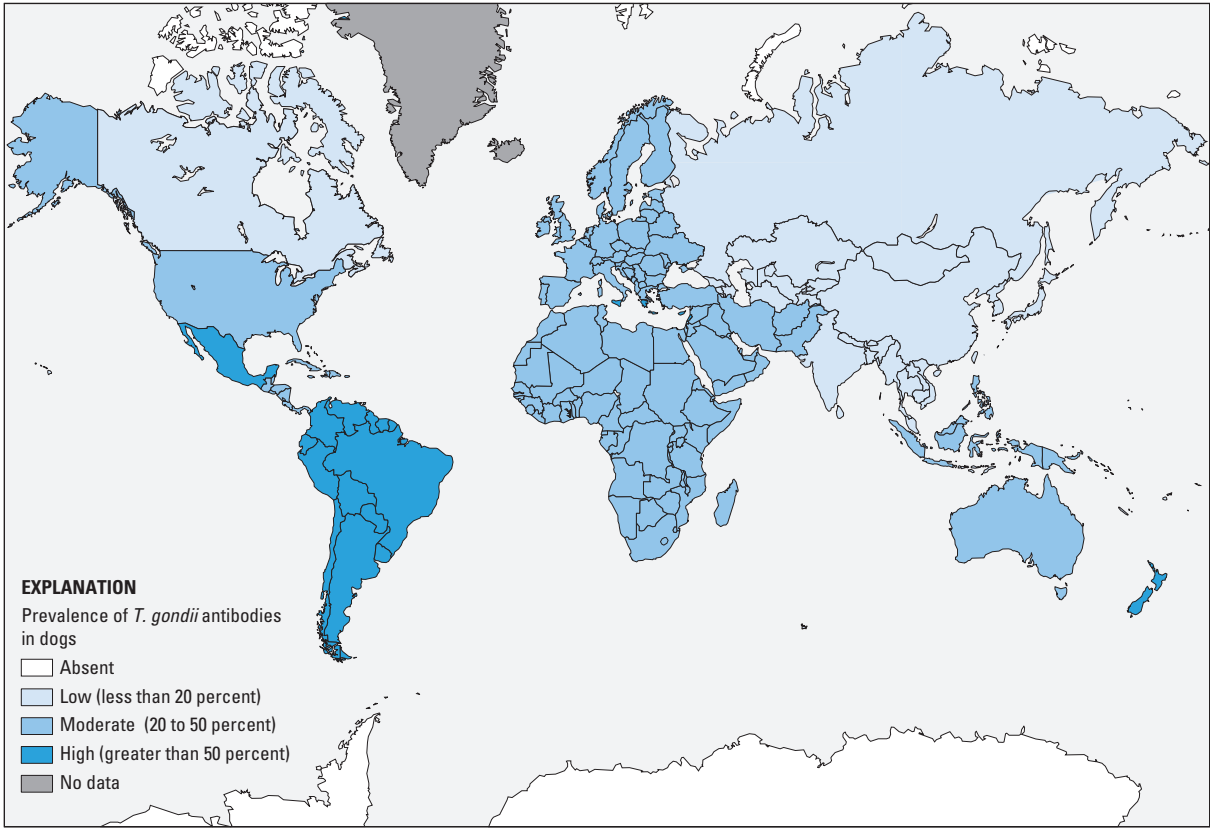 EXPLANATION
Prevalence of T. gondii antibodies
in dogs
Absent
Low (less than 20 percent)
Moderate (20 to 50 percent)
High (greater than 50 percent)
No data